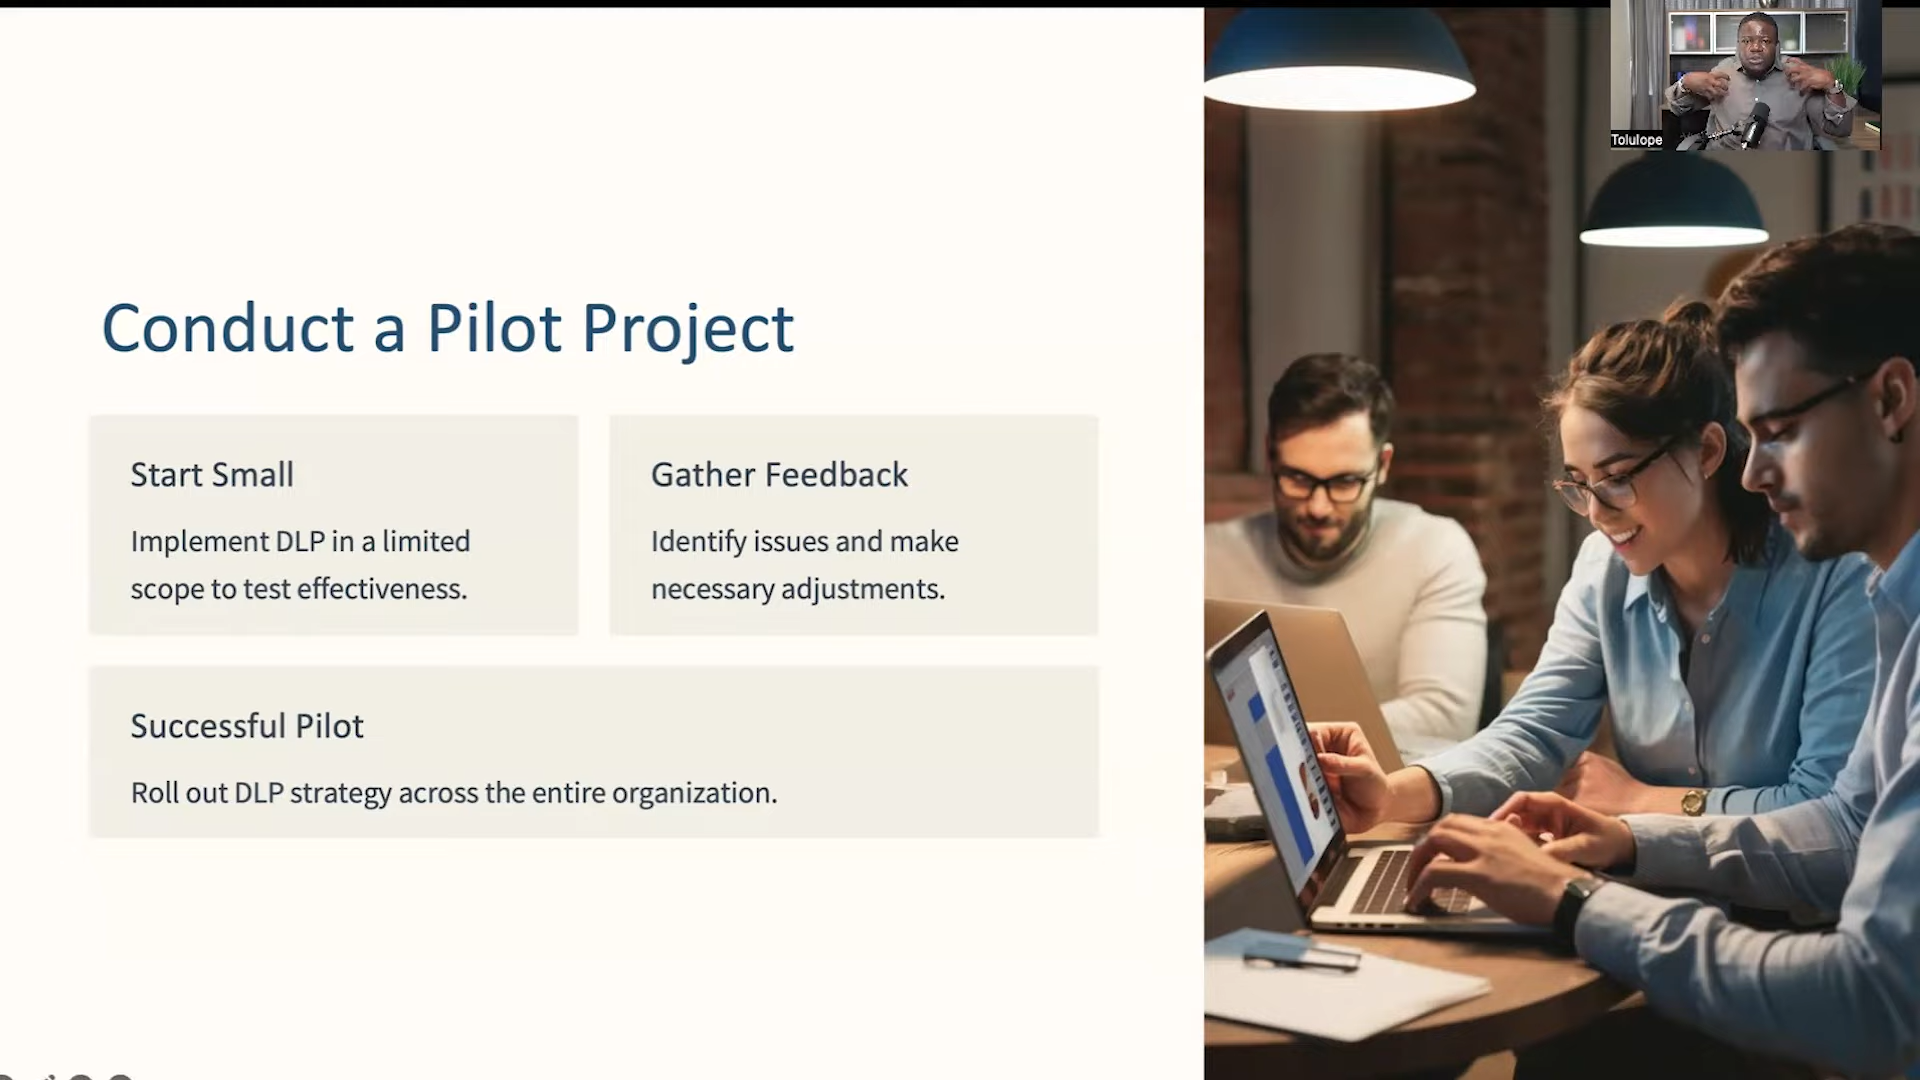 Conduct a Pilot Project
Start Small
Implement DLP in a limited
scope to test effectiveness.
Gather Feedback
Identify issues and make
necessary adjustments.
Successful Pilot
Roll out DLP strategy across the entire organization.
Tolulope